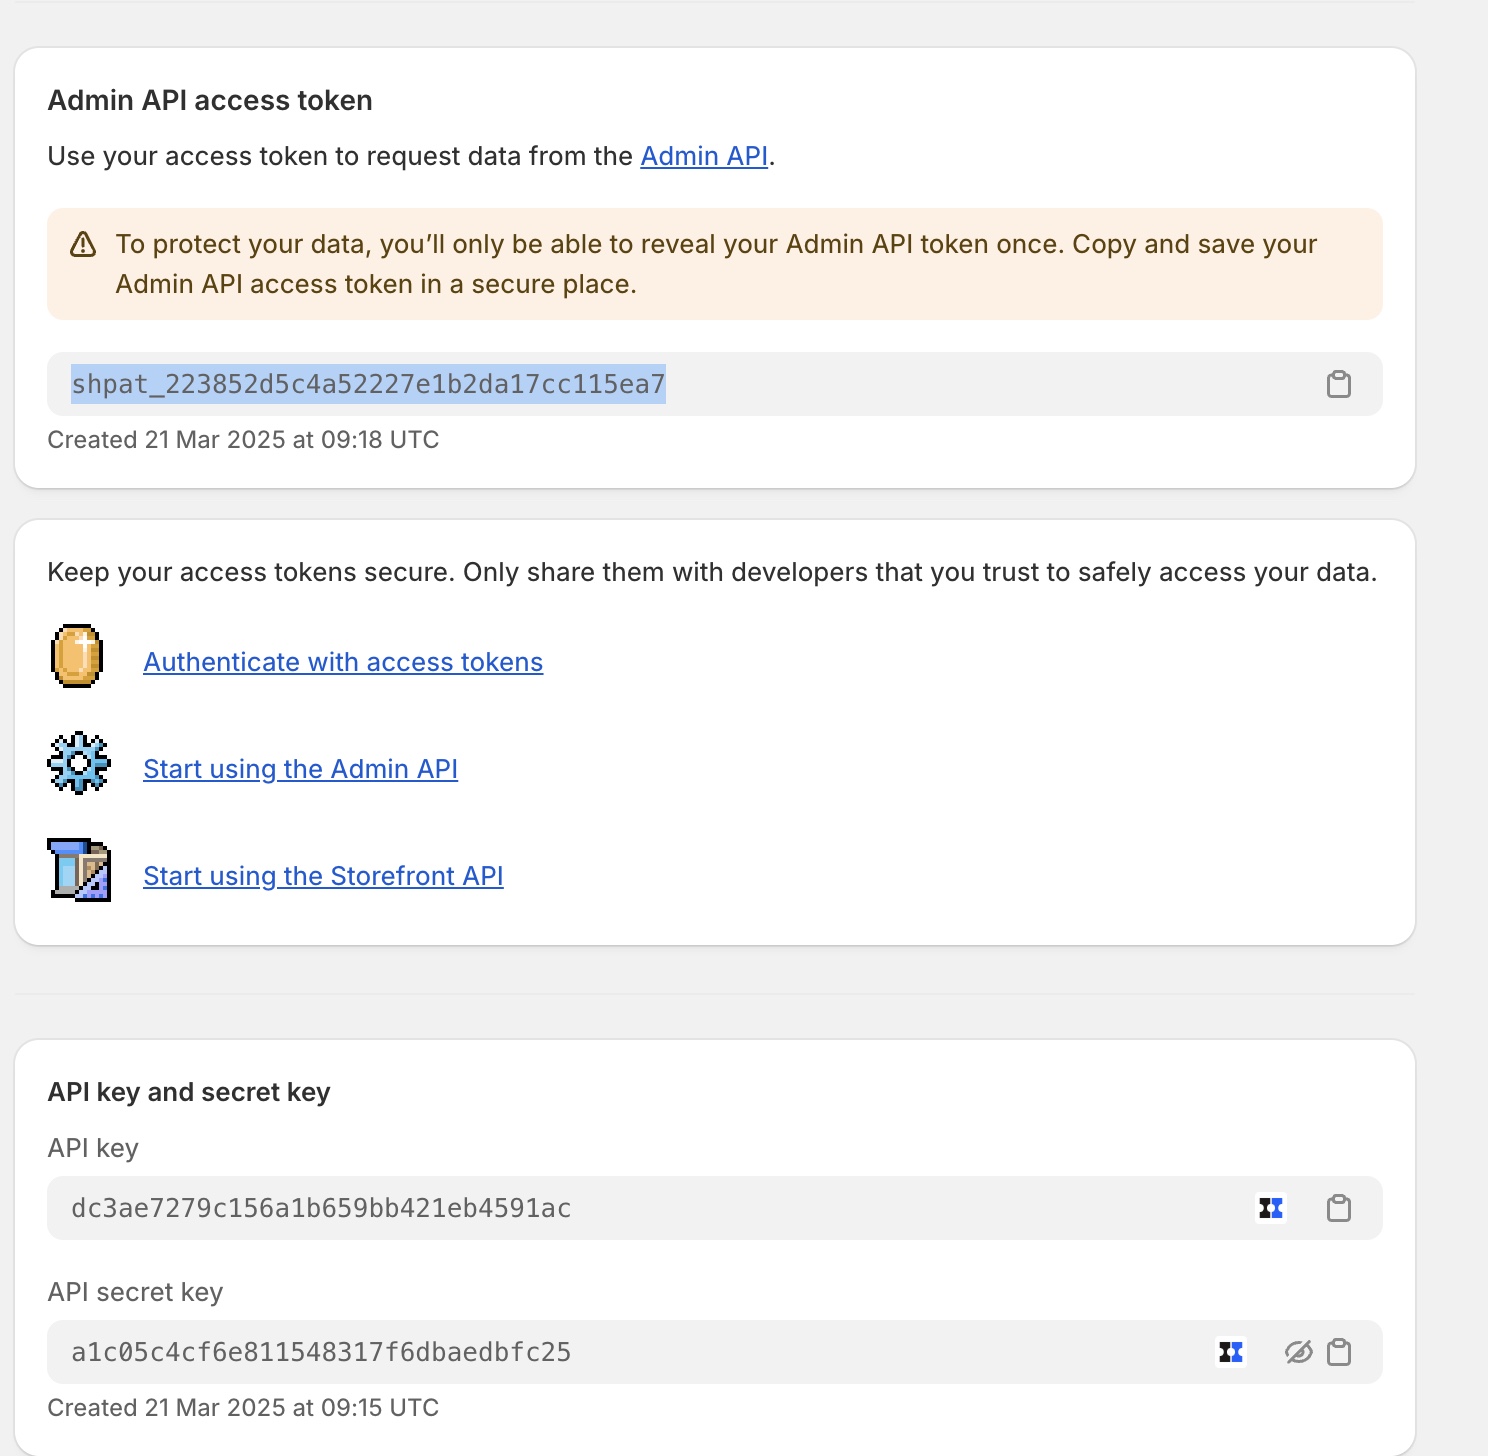 Admin API access token
Use your access token to request data from the Admin API.
To protect your data, you’ll only be able to reveal your Admin API token once. Copy and save your
Admin API access token in a secure place.
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
Created 21 Mar 2025 at 09:18 UTC
Keep your access tokens secure. Only share them with developers that you trust to safely access your data.
Authenticate with access tokens
Start using the Admin API
Start using the Storefront API
API key and secret key
API key
dc3ae7279c156a1b659bb421eb4591ac
API secret key
a1c05c4cf6e811548317f6dbaedbfc25
Created 21 Mar 2025 at 09:15 UTC